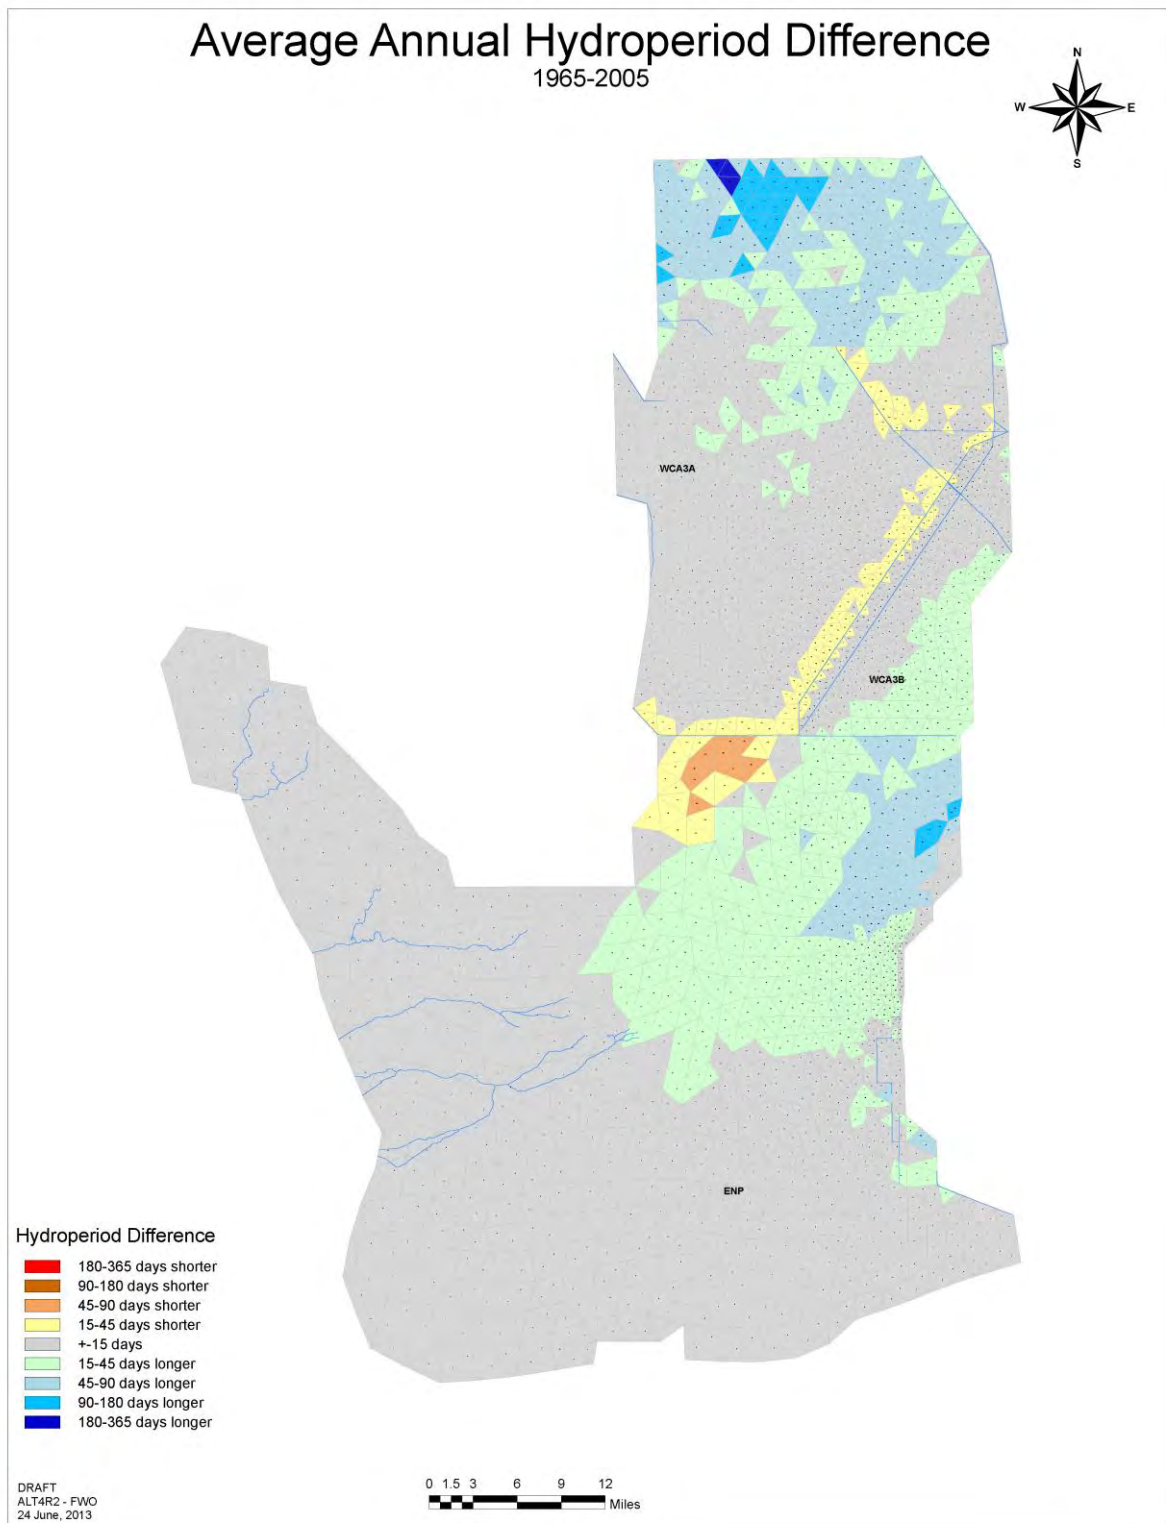 Average Annual Hydroperiod Difference
1965-2005
N
W E
S
WCA3A
WCA3B
ENP
Hydroperiod Difference
180-365 days shorter
90-180 days shorter
45-90 days shorter
15-45 days shorter
+-15 days
15-45 days longer
45-90 days longer
90-180 days longer
180-365 days longer
DRAFT
ALT4R2 - FWO
24 June, 2013
0 1.5 3 6 9 12
Miles